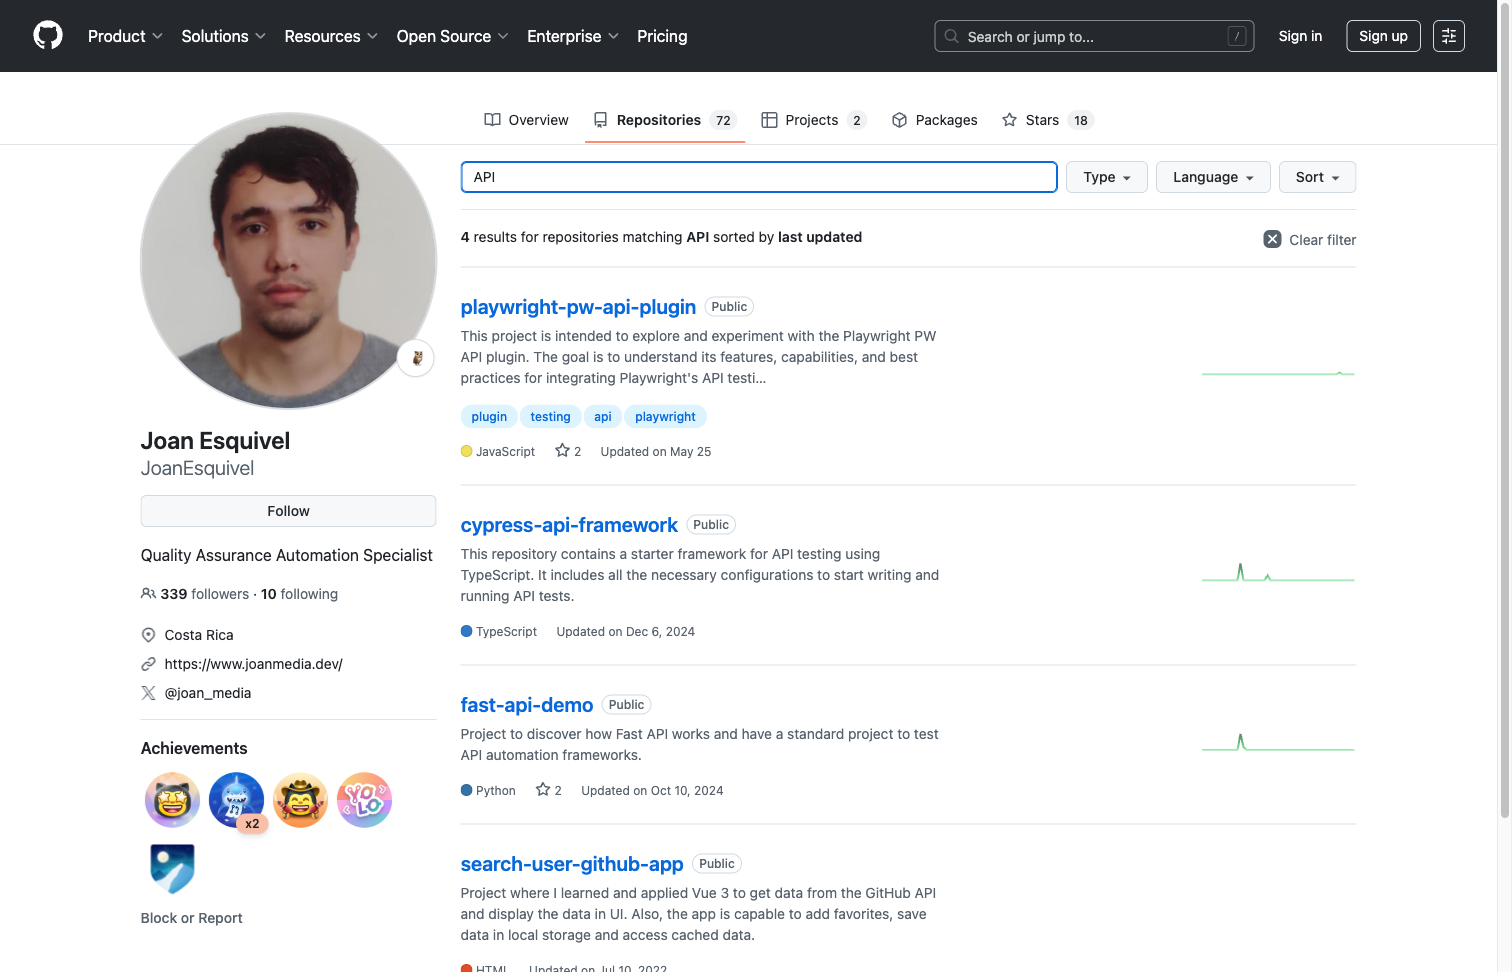 Product Solutions Resources Open Source Enterprise Pricing Search or jump to... / Sign in Sign up
Overview Repositories 72 Projects 2 Packages Stars 18
API Type Language Sort
4 results for repositories matching API sorted by last updated Clear filter
playwright-pw-api-plugin Public
This project is intended to explore and experiment with the Playwright PW
API plugin. The goal is to understand its features, capabilities, and best
practices for integrating Playwright's API testi...
plugin testing api playwright
JavaScript 2 Updated on May 25
cypress-api-framework Public
This repository contains a starter framework for API testing using
TypeScript. It includes all the necessary configurations to start writing and
running API tests.
TypeScript Updated on Dec 6, 2024
fast-api-demo Public
Project to discover how Fast API works and have a standard project to test
API automation frameworks.
Python 2 Updated on Oct 10, 2024
search-user-github-app Public
Project where I learned and applied Vue 3 to get data from the GitHub API
and display the data in UI. Also, the app is capable to add favorites, save
data in local storage and access cached data.
HTML Updated on Jul 10, 2022
Joan Esquivel
JoanEsquivel
Follow
Quality Assurance Automation Specialist
339 followers · 10 following
Costa Rica
https://www.joanmedia.dev/
@joan_media
Achievements
YOLO
x2
Block or Report